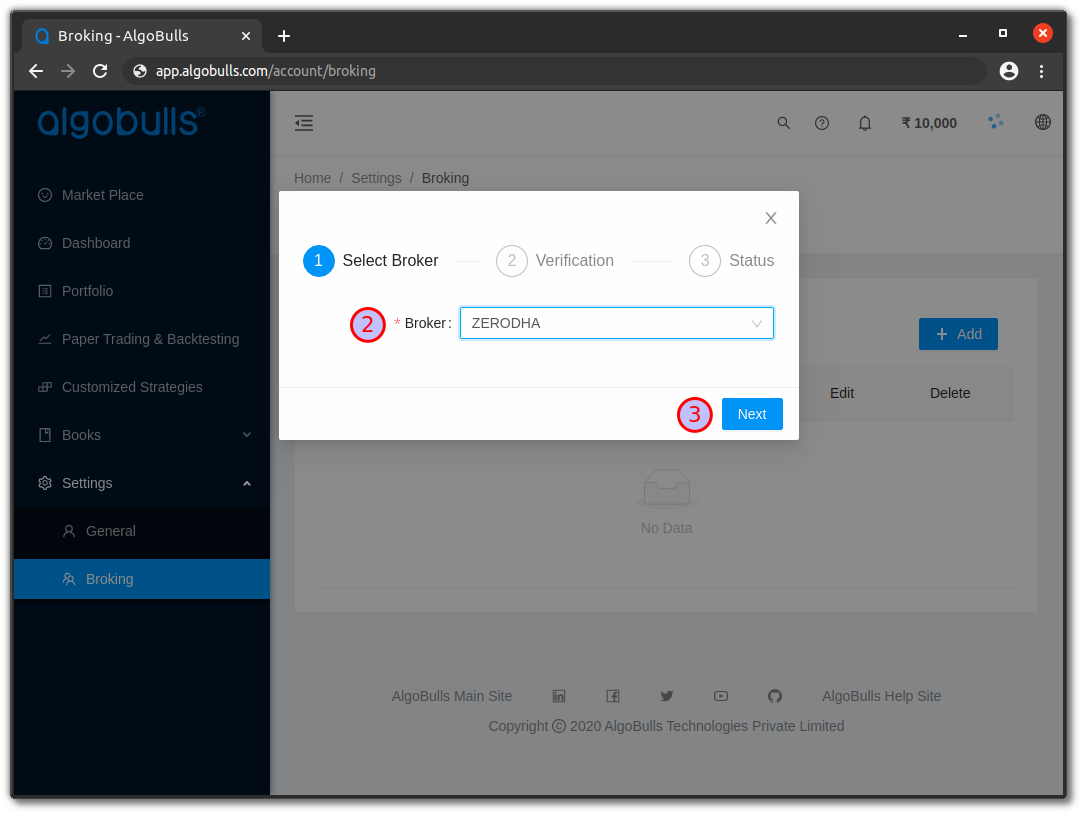 Broking - AlgoBulls
app.algobulls.com/account/broking
algobulls®
₹ 10,000
Market Place
Dashboard
Portfolio
Paper Trading & Backtesting
Customized Strategies
Books
Settings
General
Broking
Home / Settings / Broking
1 Select Broker 2 Verification 3 Status
2 * Broker : ZERODHA
3 Next
+ Add
Edit Delete
No Data
AlgoBulls Main Site AlgoBulls Help Site
Copyright © 2020 AlgoBulls Technologies Private Limited